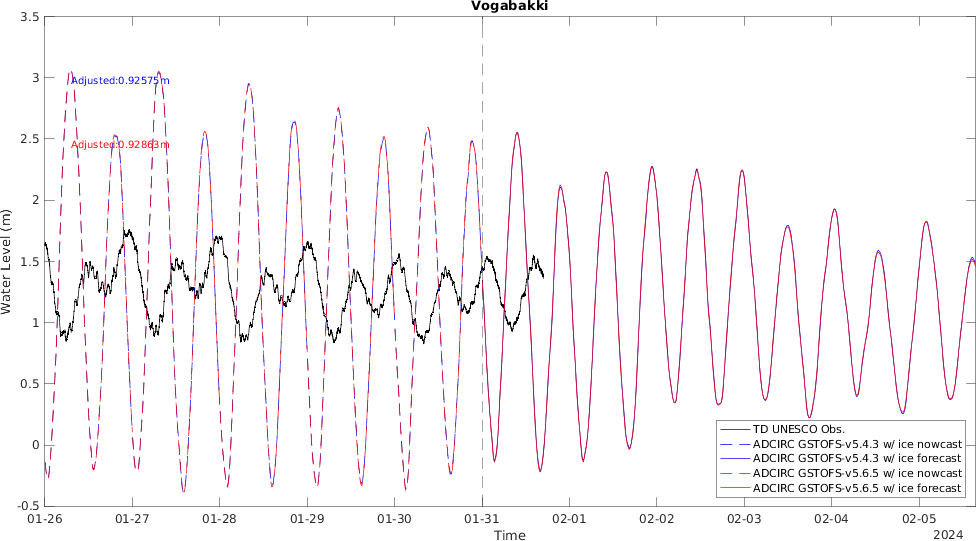 Vogabakki
3.5
3
2.5
2
1.5
1
0.5
0
-0.5
Water Level (m)
Adjusted:0.92575m
Adjusted:0.92863m
TD UNESCO Obs.
ADCIRC GSTOFS-v5.4.3 w/ ice nowcast
ADCIRC GSTOFS-v5.4.3 w/ ice forecast
ADCIRC GSTOFS-v5.6.5 w/ ice nowcast
ADCIRC GSTOFS-v5.6.5 w/ ice forecast
01-26 01-27 01-28 01-29 01-30 01-31 02-01 02-02 02-03 02-04 02-05
Time
2024